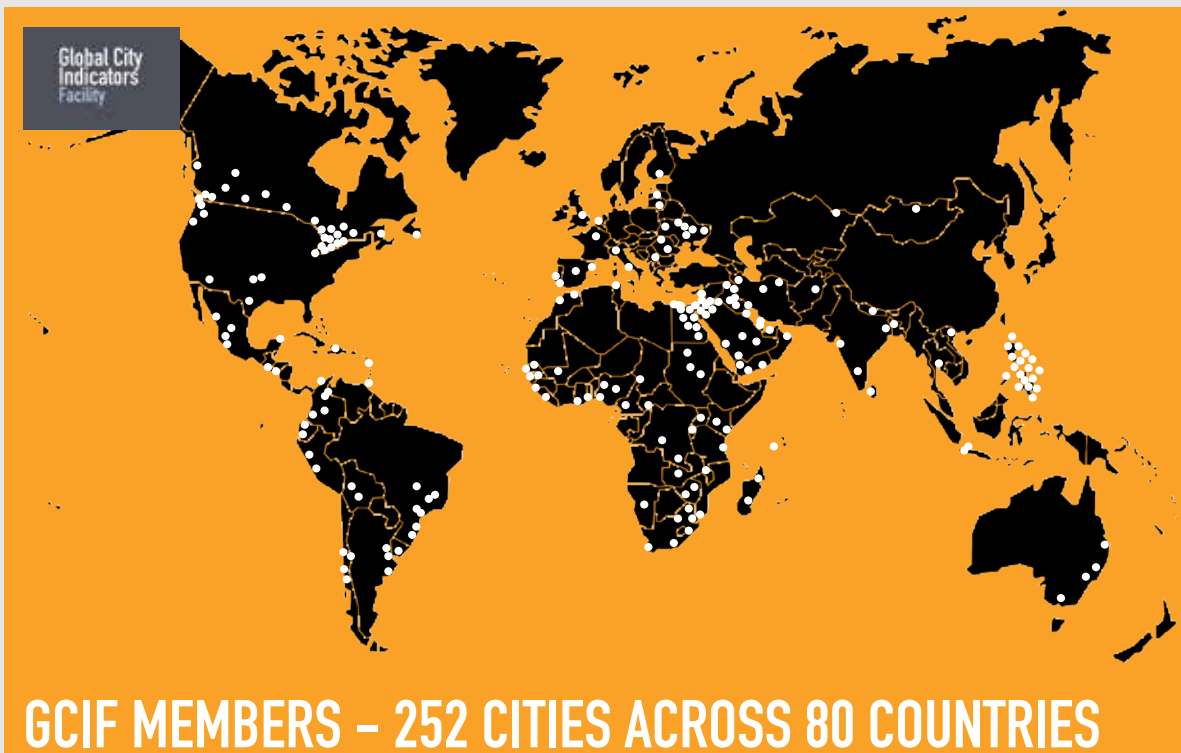 Global City
Indicators
Facility
GCIF MEMBERS – 252 CITIES ACROSS 80 COUNTRIES